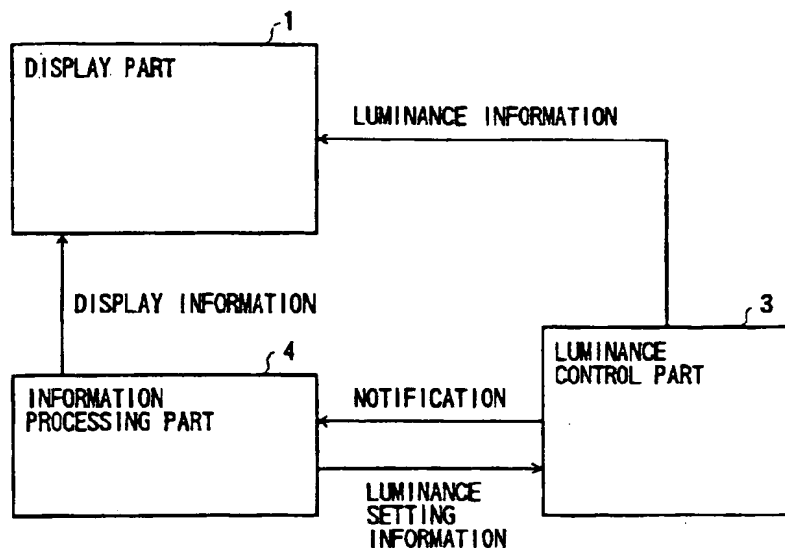 1
DISPLAY PART
LUMINANCE INFORMATION
DISPLAY INFORMATION
3
4
LUMINANCE
CONTROL PART
INFORMATION
PROCESSING PART
NOTIFICATION
LUMINANCE
SETTING
INFORMATION